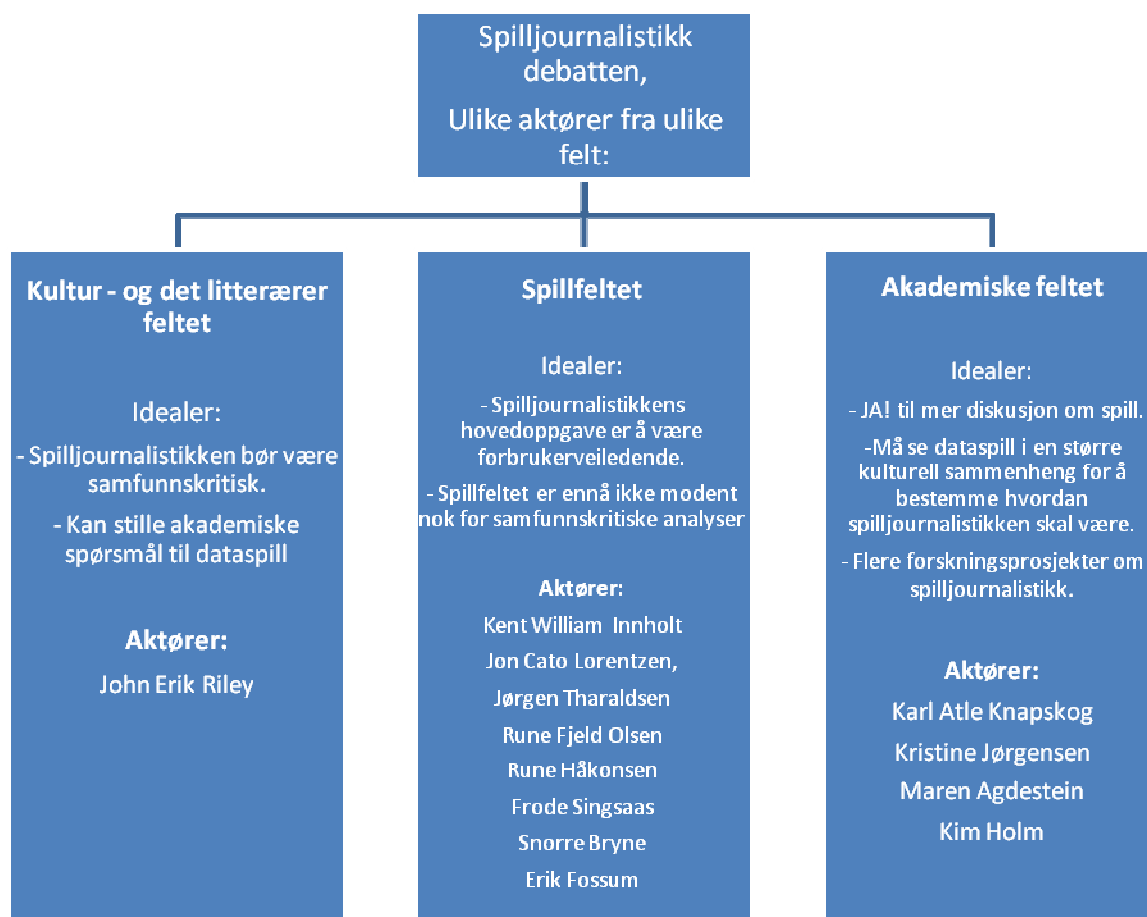 Spilljournalistikk
debatten,
Ulike aktører fra ulike
felt:
Kultur - og det litterærer
feltet
Idealer:
- Spilljournalistikken bør være
samfunnskritisk.
- Kan stille akademiske
spørsmål til dataspill
Aktører:
John Erik Riley
Spillfeltet
Idealer:
- Spilljournalistikkens
hovedoppgave er å være
forbrukerveiledende.
- Spillfeltet er ennå ikke modent
nok for samfunnskritiske analyser
Aktører:
Kent William Innholt
Jon Cato Lorentzen,
Jørgen Tharaldsen
Rune Fjeld Olsen
Rune Håkonsen
Frode Singsaas
Snorre Bryne
Erik Fossum
Akademiske feltet
Idealer:
- JA! til mer diskusjon om spill.
-Må se dataspill i en større
kulturell sammenheng for å
bestemme hvordan
spilljournalistikken skal være.
- Flere forskningsprosjekter om
spilljournalistikk.
Aktører:
Karl Atle Knapskog
Kristine Jørgensen
Maren Agdestein
Kim Holm